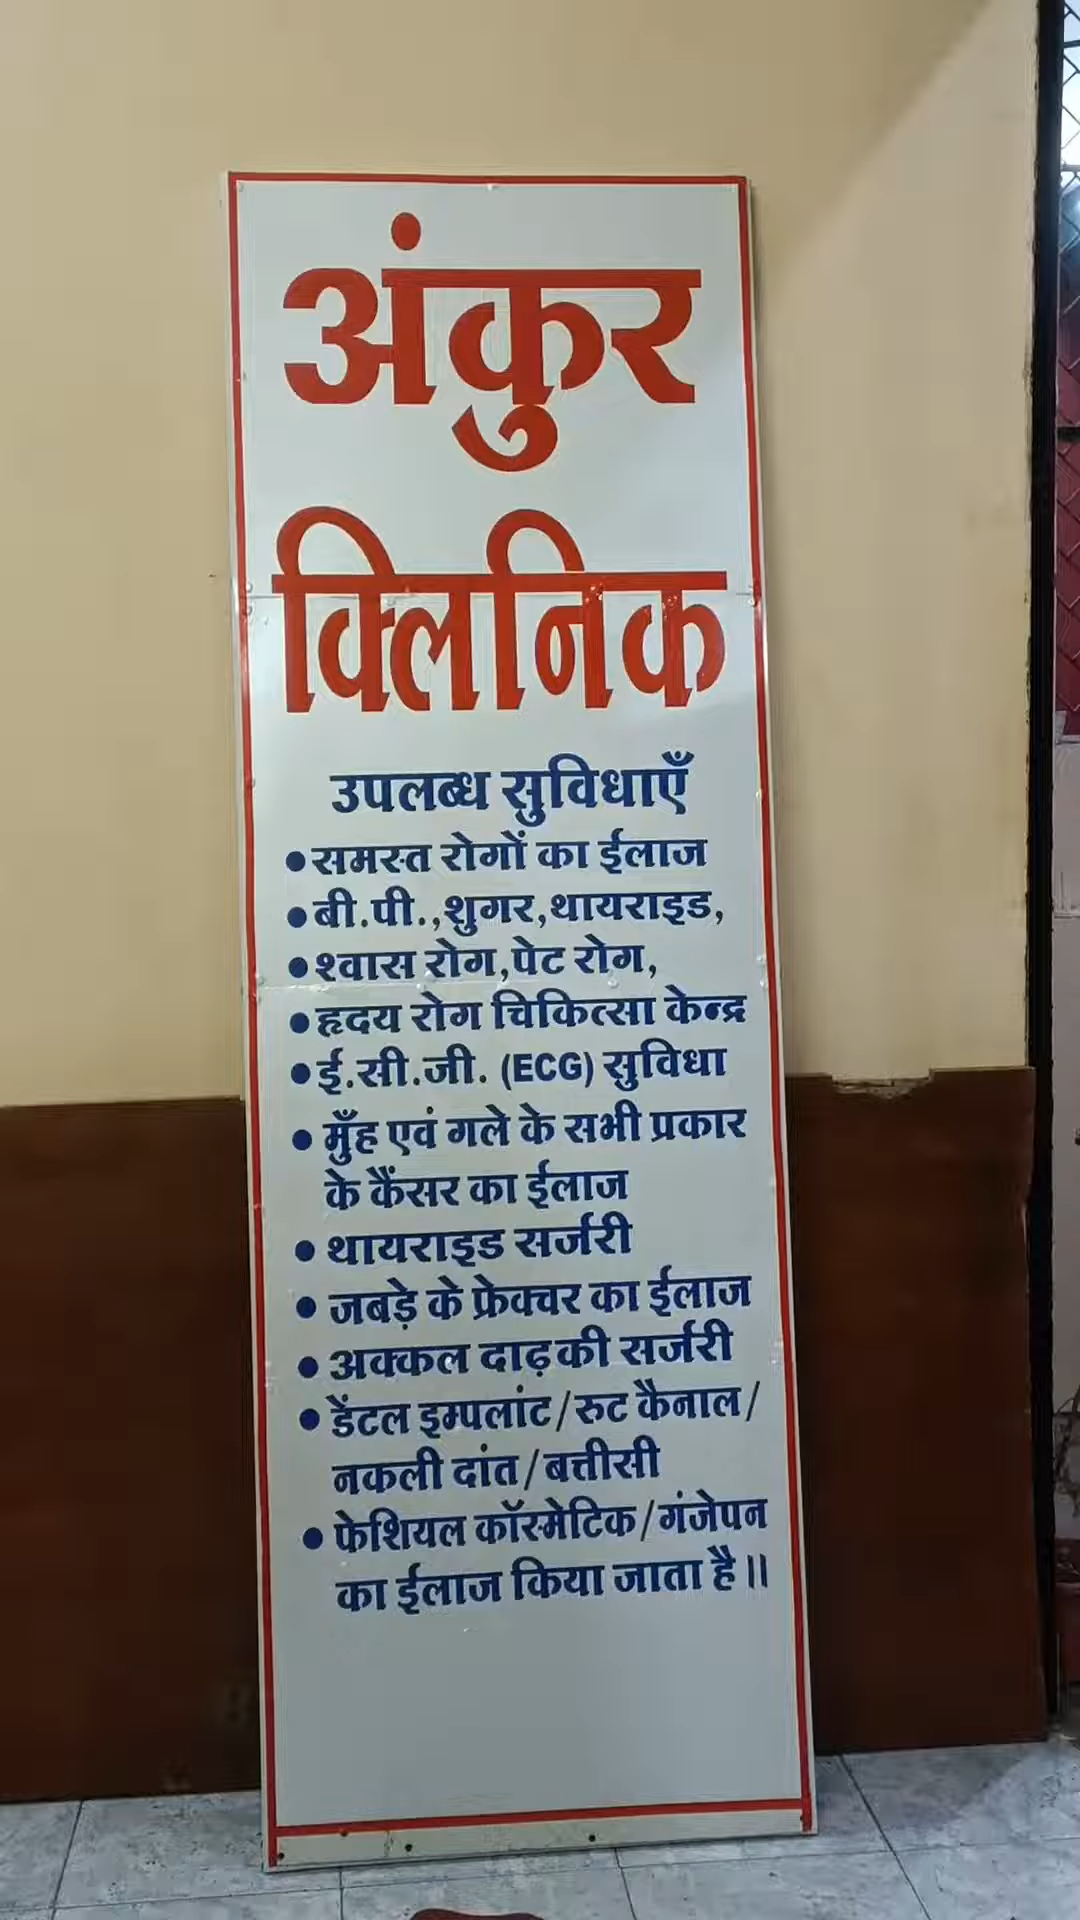 अंकुर
क्लिनिक
उपलब्ध सुविधाएँ
•समस्त रोगों का ईलाज
•बी.पी.,शुगर,थायराइड,
•श्वास रोग,पेट रोग,
•हृदय रोग चिकित्सा केन्द्र
•ई.सी.जी. (ECG) सुविधा
• मुँह एवं गले के सभी प्रकार
के कैंसर का ईलाज
• थायराइड सर्जरी
• जबड़े के फ्रेक्चर का ईलाज
• अक्कल दाढ़ की सर्जरी
• डेंटल इम्पलांट/रुट कैनाल/
नकली दांत/बत्तीसी
• फेशियल कॉस्मेटिक/गंजेपन
का ईलाज किया जाता है॥